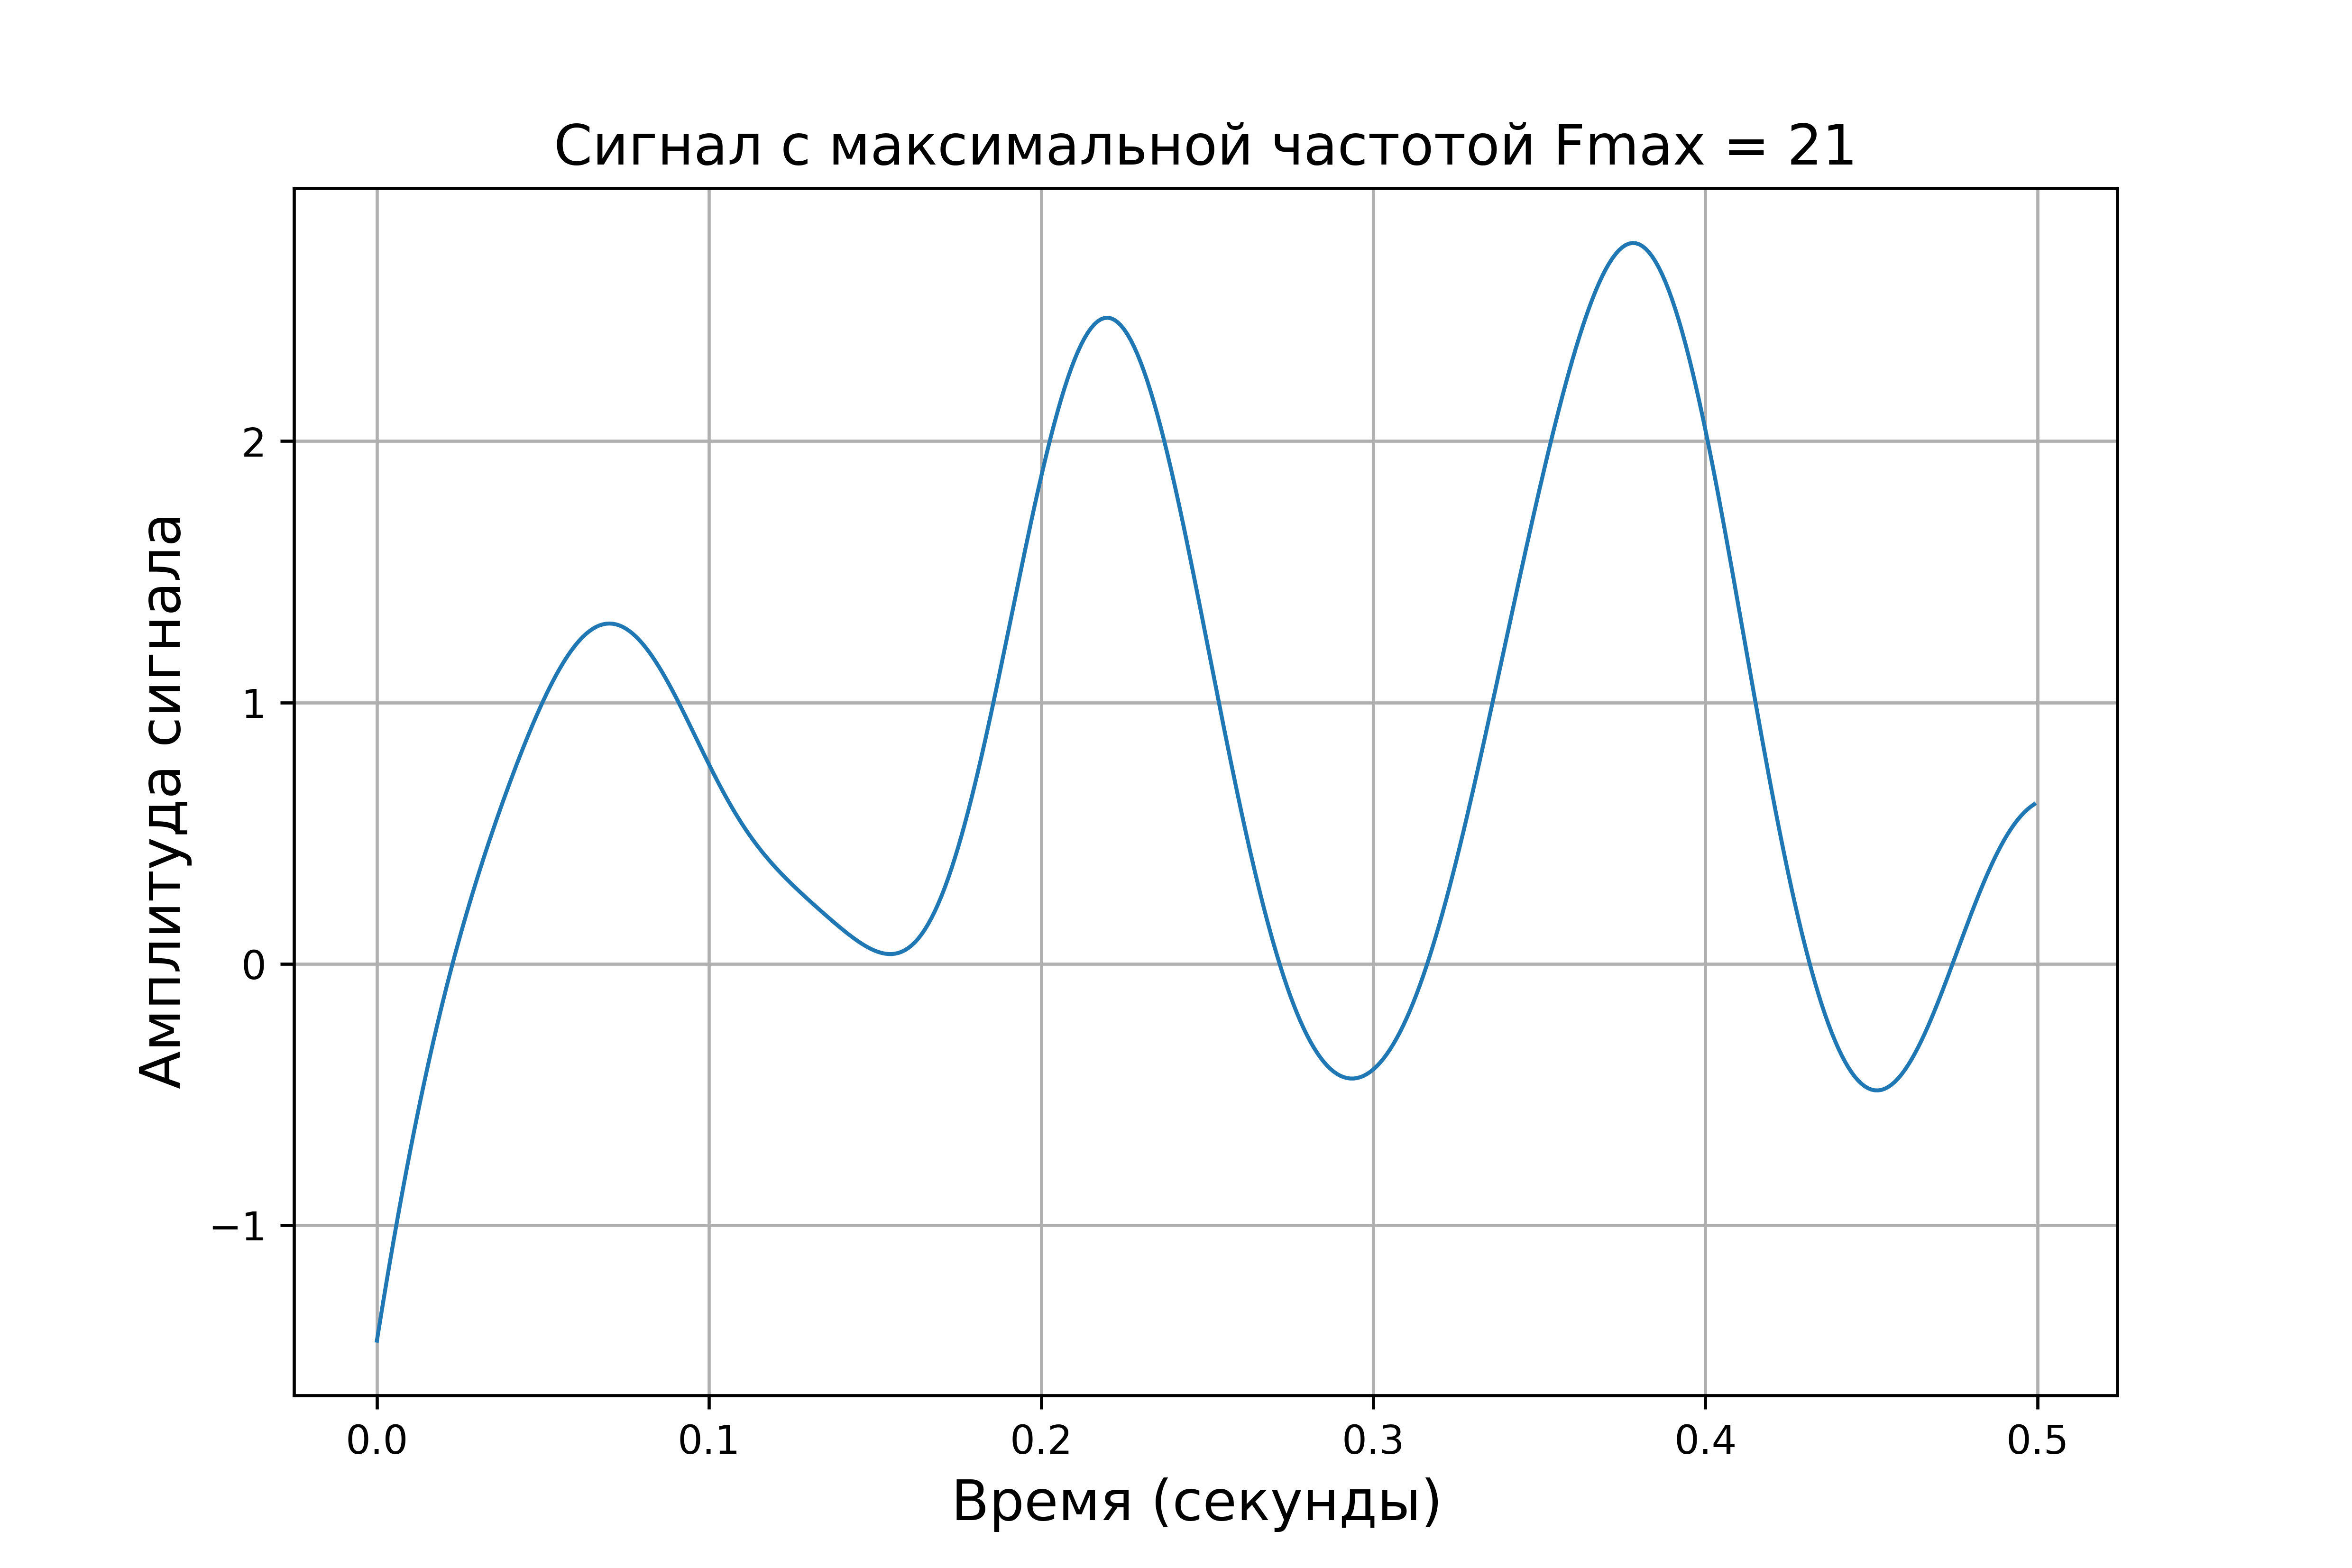 Сигнал с максимальной частотой Fmax = 21
Амплитуда сигнала
2
1
0
−1
0.0 0.1 0.2 0.3 0.4 0.5
Время (секунды)